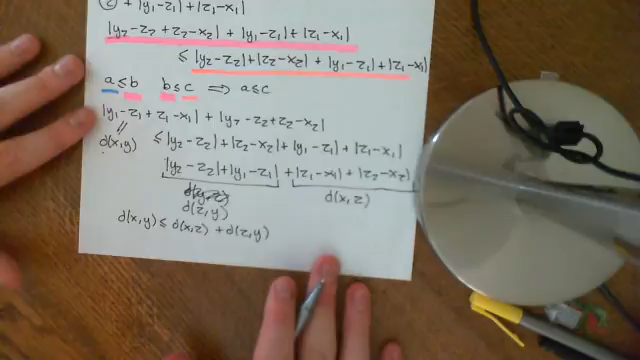 ② + |y₁-z₁| + |z₁-x₁|
|y₂-z₂+z₂-x₂| + |y₁-z₁| + |z₁-x₁|
≤ |y₂-z₂| + |z₂-x₂| + |y₁-z₁| + |z₁-x₁|
a ≤ b b ≤ c ⟹ a ≤ c
|y₁-z₁+z₁-x₁| + |y₂-z₂+z₂-x₂|
d(x,y)
≤ |y₂-z₂| + |z₂-x₂| + |y₁-z₁| + |z₁-x₁|
|y₂-z₂| + |y₁-z₁| + |z₁-x₁| + |z₂-x₂|
d(z,y) d(x,z)
d(x,y) ≤ d(x,z) + d(z,y)